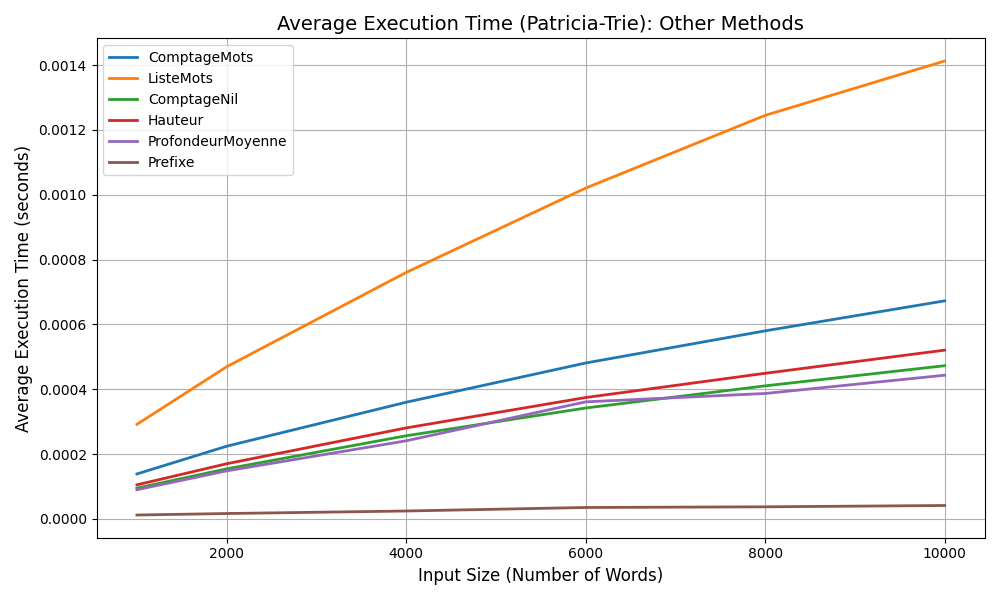 Average Execution Time (Patricia-Trie): Other Methods
ComptageMots
ListeMots
ComptageNil
Hauteur
ProfondeurMoyenne
Prefixe
Average Execution Time (seconds)
0.0014
0.0012
0.0010
0.0008
0.0006
0.0004
0.0002
0.0000
2000
4000
6000
8000
10000
Input Size (Number of Words)